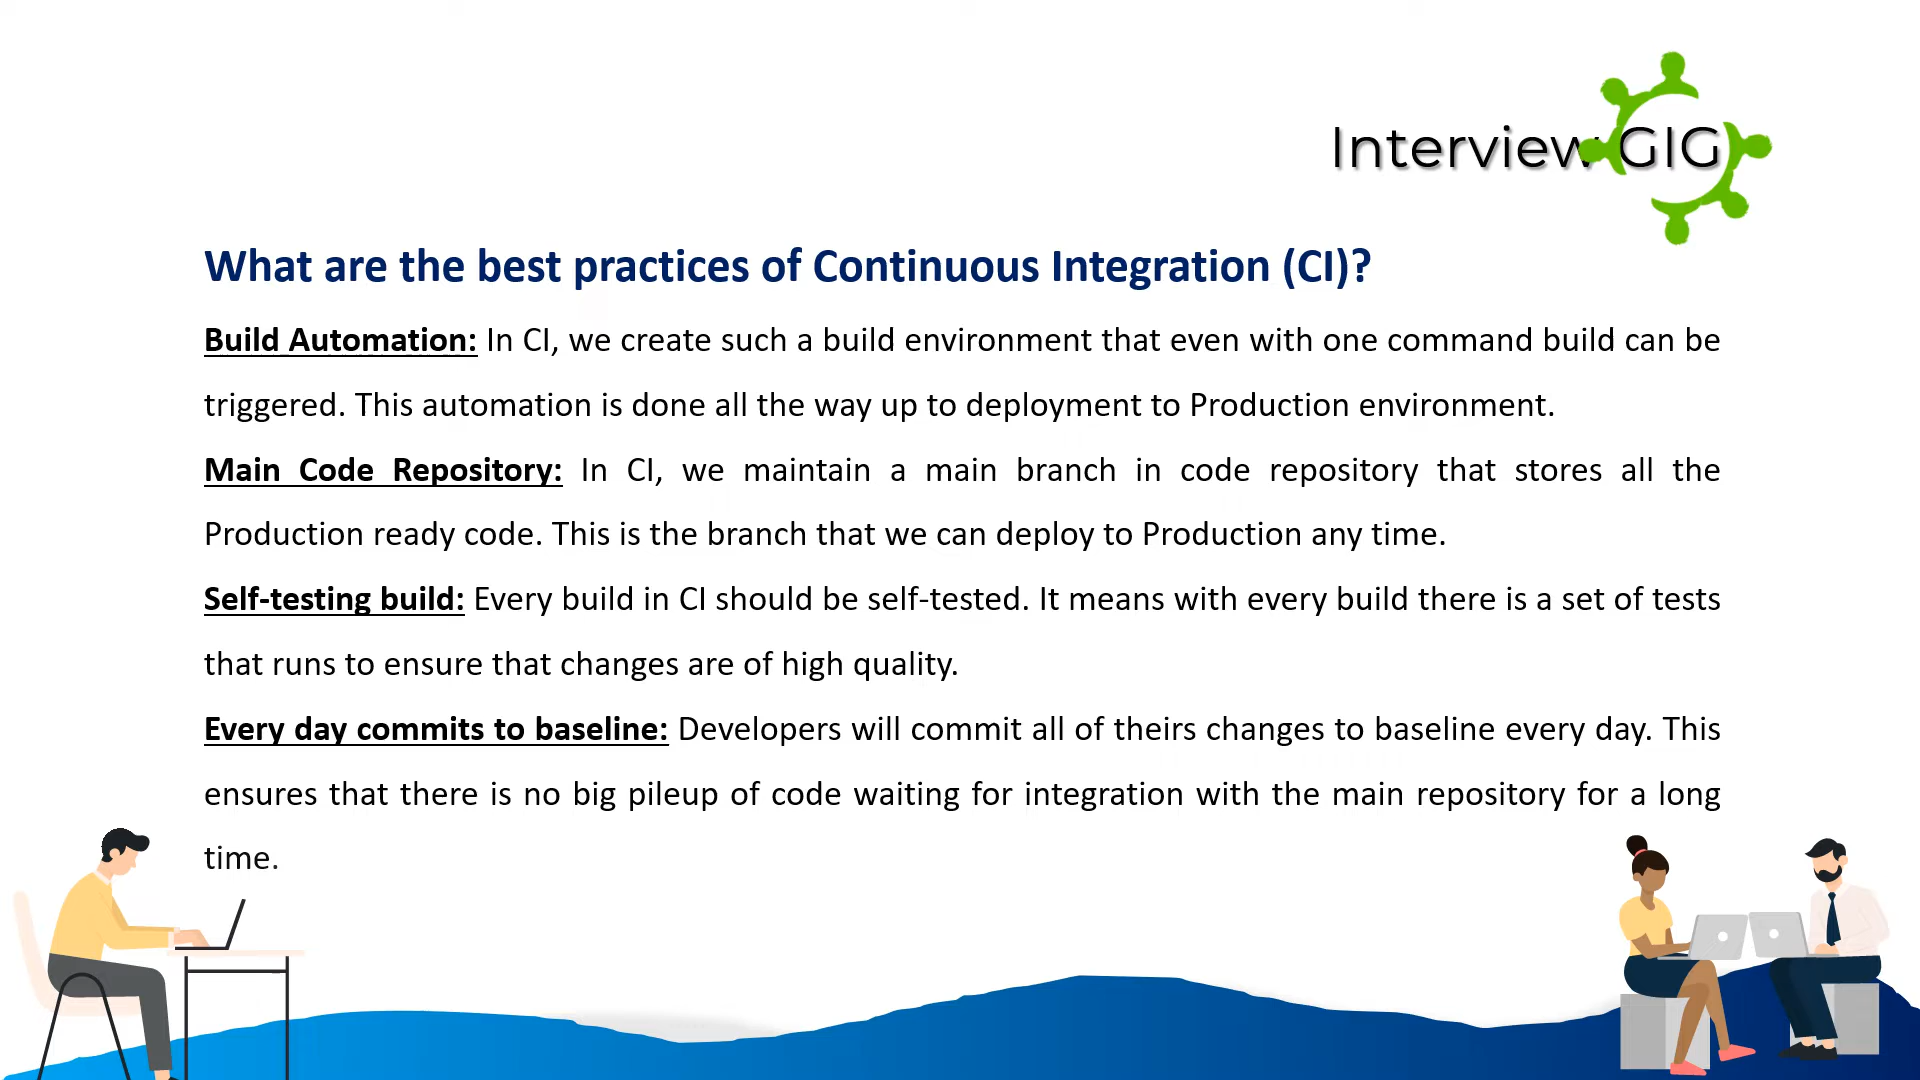 Interview GIG
What are the best practices of Continuous Integration (CI)?
Build Automation: In CI, we create such a build environment that even with one command build can be
triggered. This automation is done all the way up to deployment to Production environment.
Main Code Repository: In CI, we maintain a main branch in code repository that stores all the
Production ready code. This is the branch that we can deploy to Production any time.
Self-testing build: Every build in CI should be self-tested. It means with every build there is a set of tests
that runs to ensure that changes are of high quality.
Every day commits to baseline: Developers will commit all of theirs changes to baseline every day. This
ensures that there is no big pileup of code waiting for integration with the main repository for a long
time.